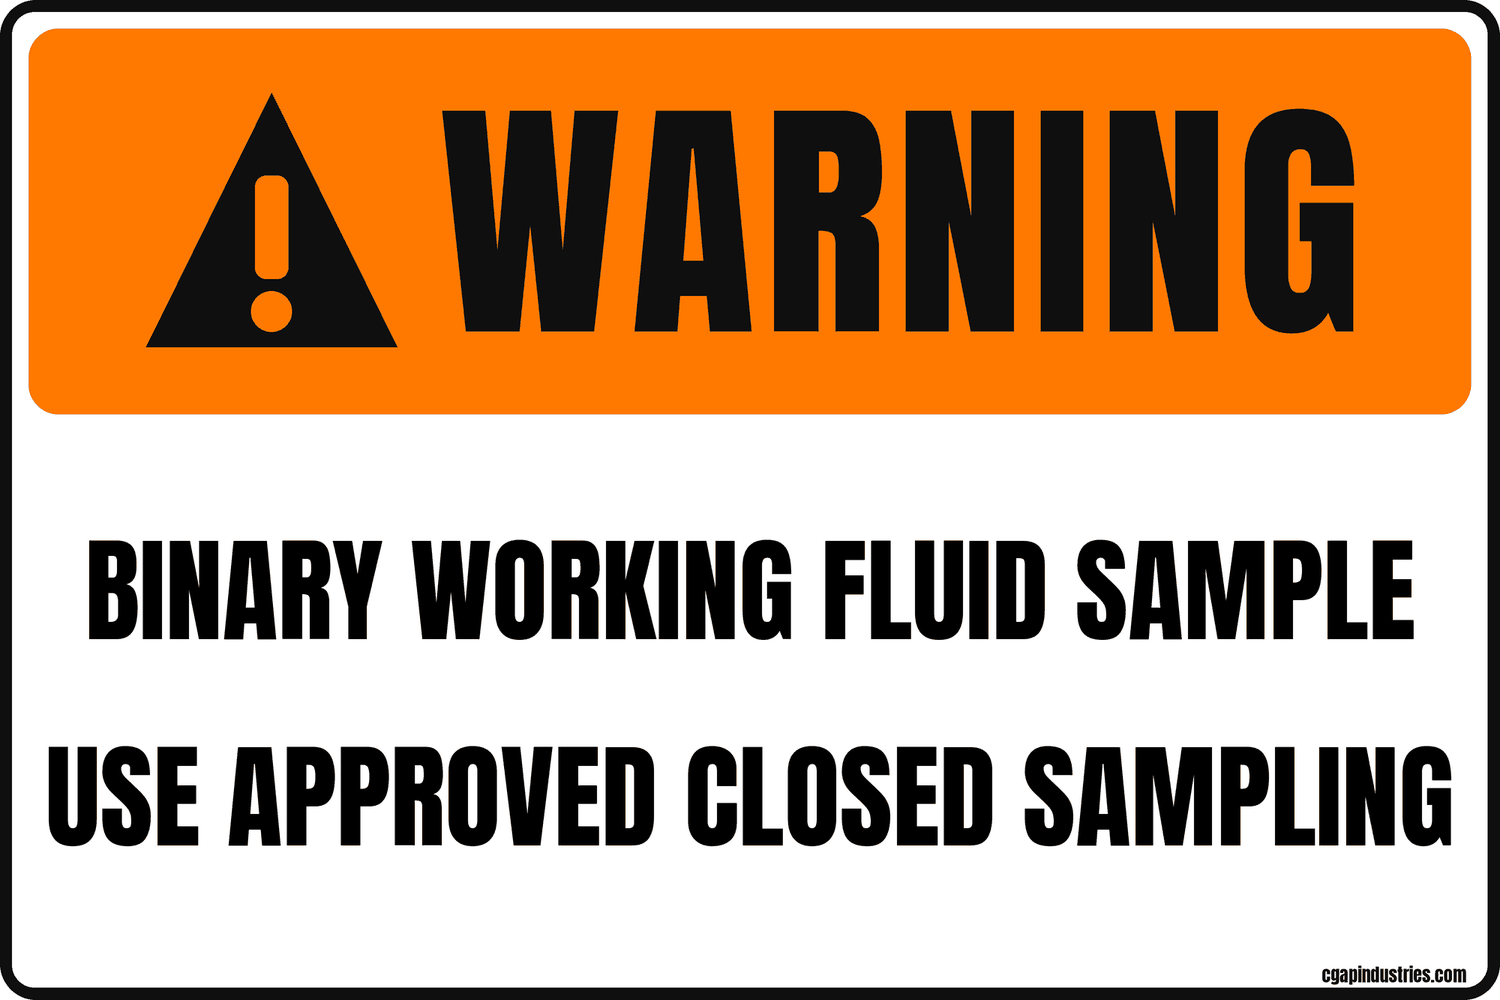 WARNING
BINARY WORKING FLUID SAMPLE
USE APPROVED CLOSED SAMPLING
cgapindustries.com